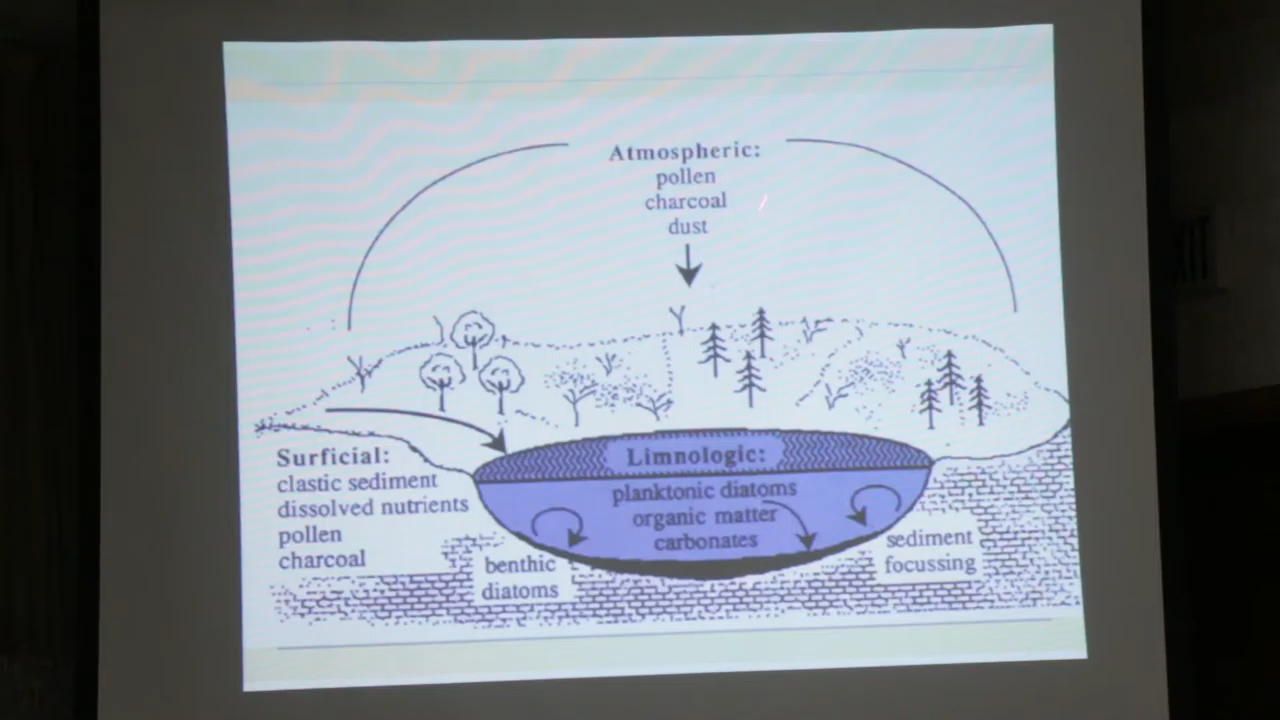 Atmospheric:
pollen
charcoal
dust
Surficial:
clastic sediment
dissolved nutrients
pollen
charcoal
Limnologic:
planktonic diatoms
organic matter
carbonates
benthic
diatoms
sediment
focussing